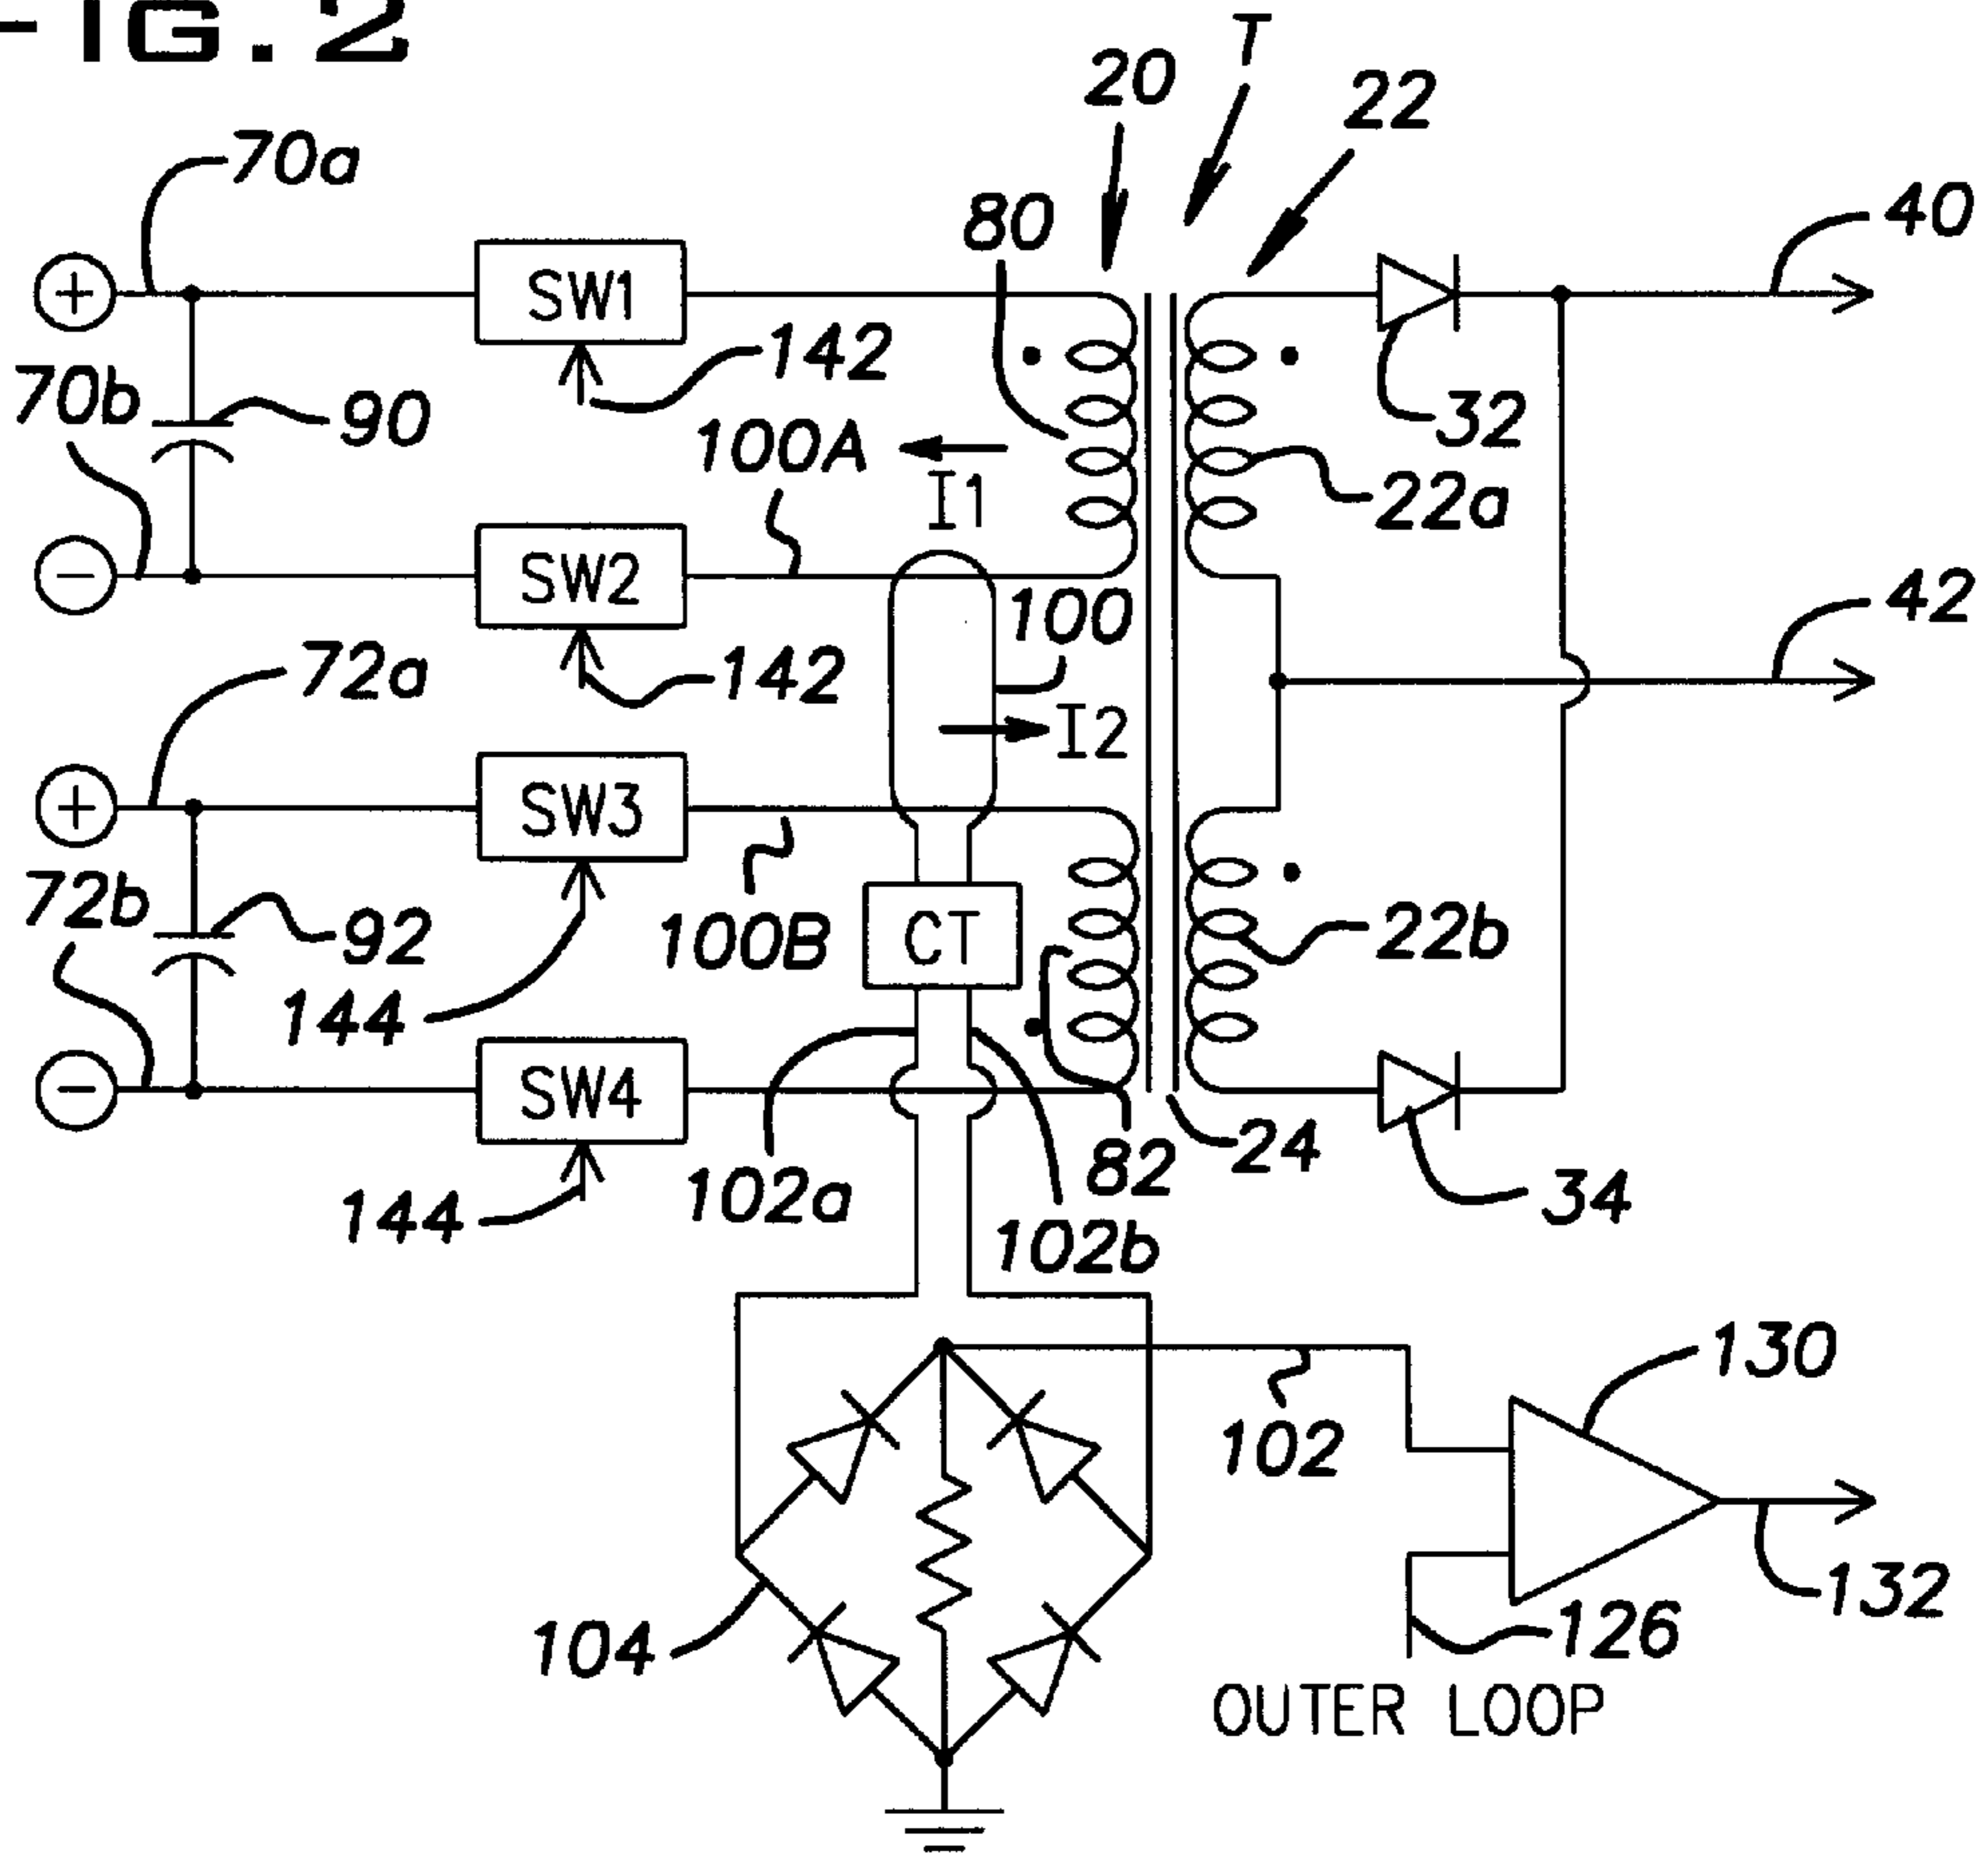 FIG. 2
T
20
22
70a
80
40
SW1
142
32
70b
90
100A
I1
22a
SW2
100
42
72a
142
I2
SW3
72b
92
100B
CT
22b
144
SW4
82
24
102a
34
144
102b
130
102
132
104
126
OUTER LOOP